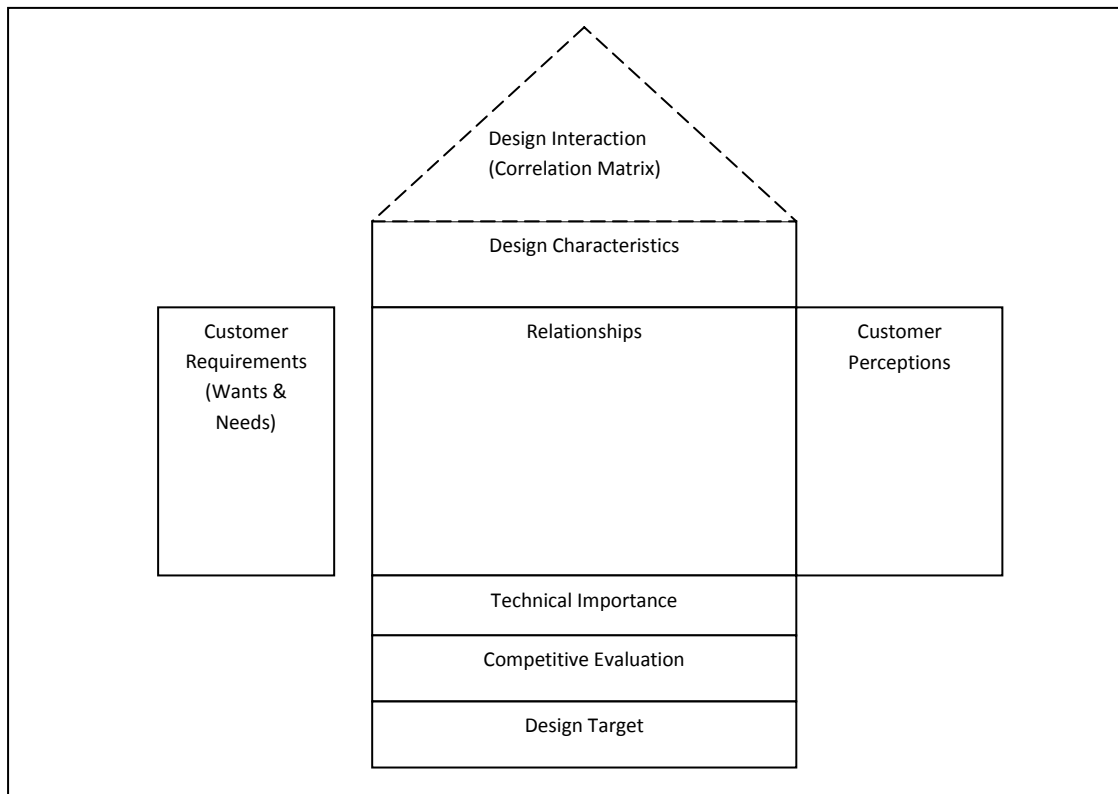 Design Interaction
(Correlation Matrix)
Design Characteristics
Customer
Requirements
(Wants &
Needs)
Relationships
Customer
Perceptions
Technical Importance
Competitive Evaluation
Design Target